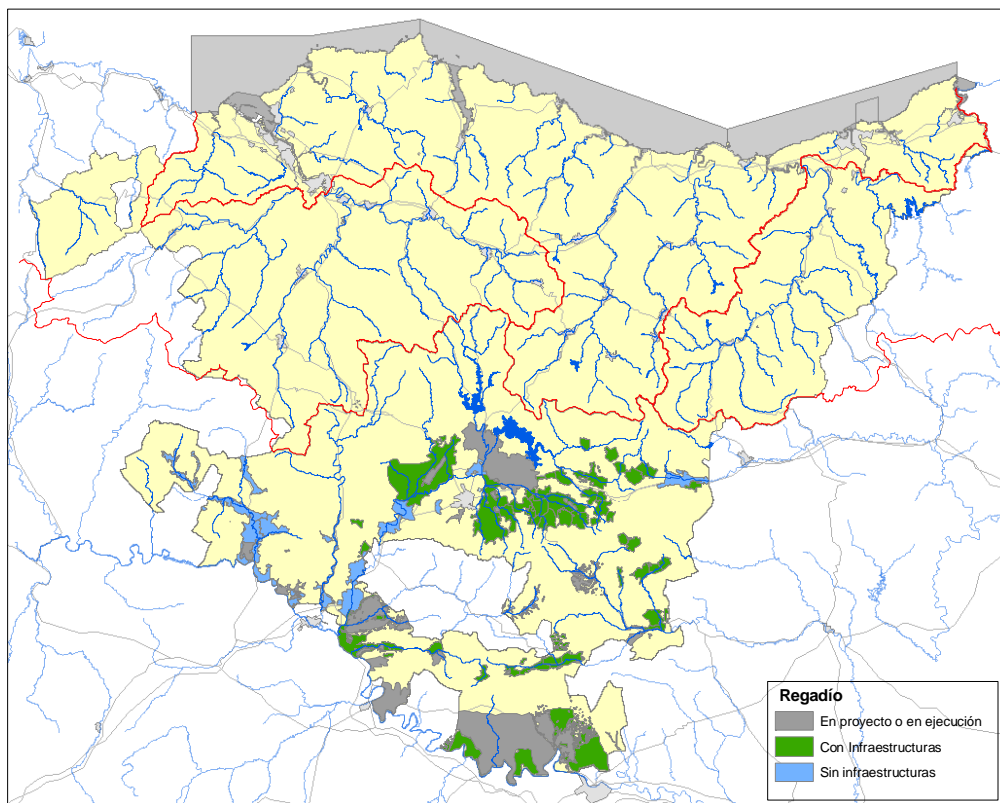 Regadío
En proyecto o en ejecución
Con Infraestructuras
Sin infraestructuras